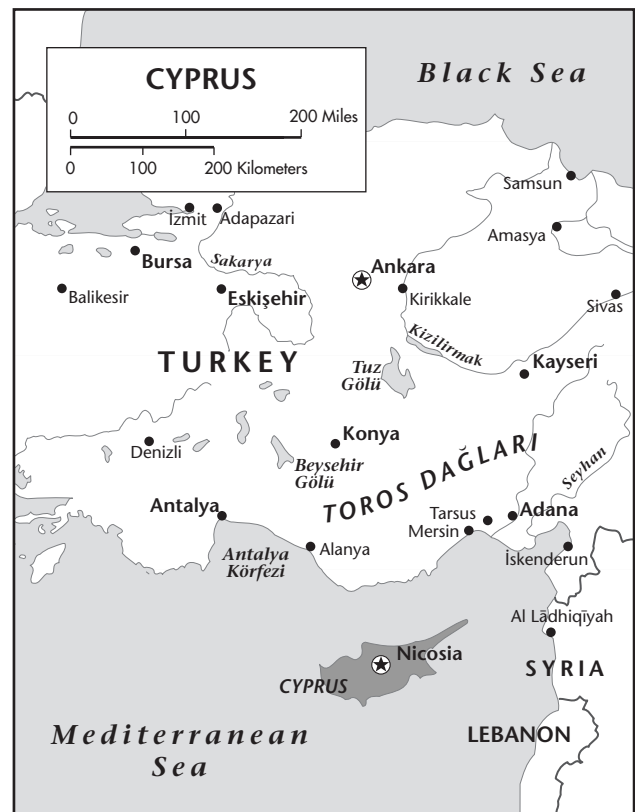 CYPRUS
0 100 200 Miles
0 100 200 Kilometers
Black Sea
Samsun
İzmit
Adapazari
Amasya
Bursa
Sakarya
Ankara
Balikesir
Eskişehir
Kirikkale
Sivas
Kizilirmak
TURKEY
Tuz
Gölü
Kayseri
Konya
Denizli
Beysehir
Gölü
TOROS DAĞLARI
Seyhan
Antalya
Tarsus
Adana
Mersin
Antalya
Körfezi
Alanya
İskenderun
Al Lādhiqīyah
Nicosia
SYRIA
CYPRUS
LEBANON
Mediterranean
Sea